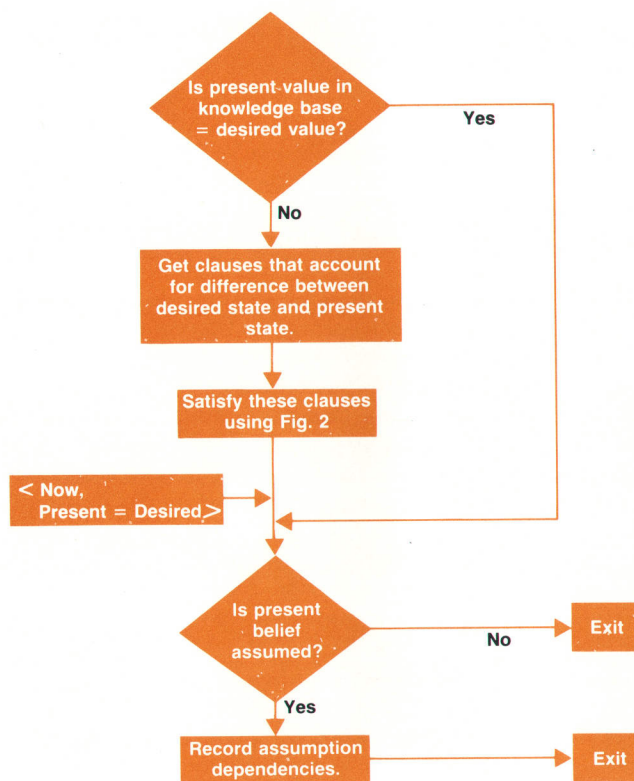 Is present value in
knowledge base
= desired value?
Yes
No
Get clauses that account
for difference between
desired state and present
state.
Satisfy these clauses
using Fig. 2
< Now,
Present = Desired>
Is present
belief
assumed?
No
Exit
Yes
Record assumption
dependencies.
Exit